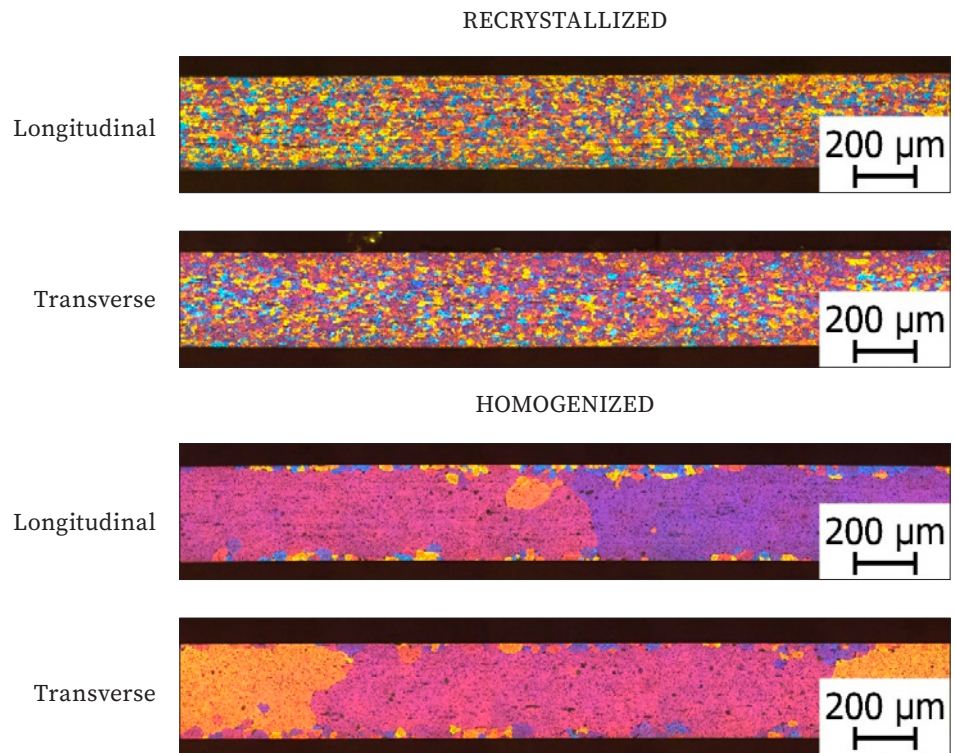 RECRYSTALLIZED
Longitudinal
200 µm
Transverse
200 µm
HOMOGENIZED
Longitudinal
200 µm
Transverse
200 µm